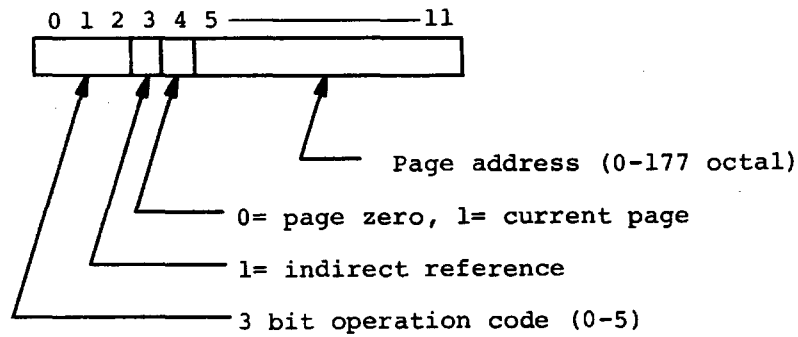 0 1 2 3 4 5 11
Page address (0-177 octal)
0= page zero, 1= current page
1= indirect reference
3 bit operation code (0-5)